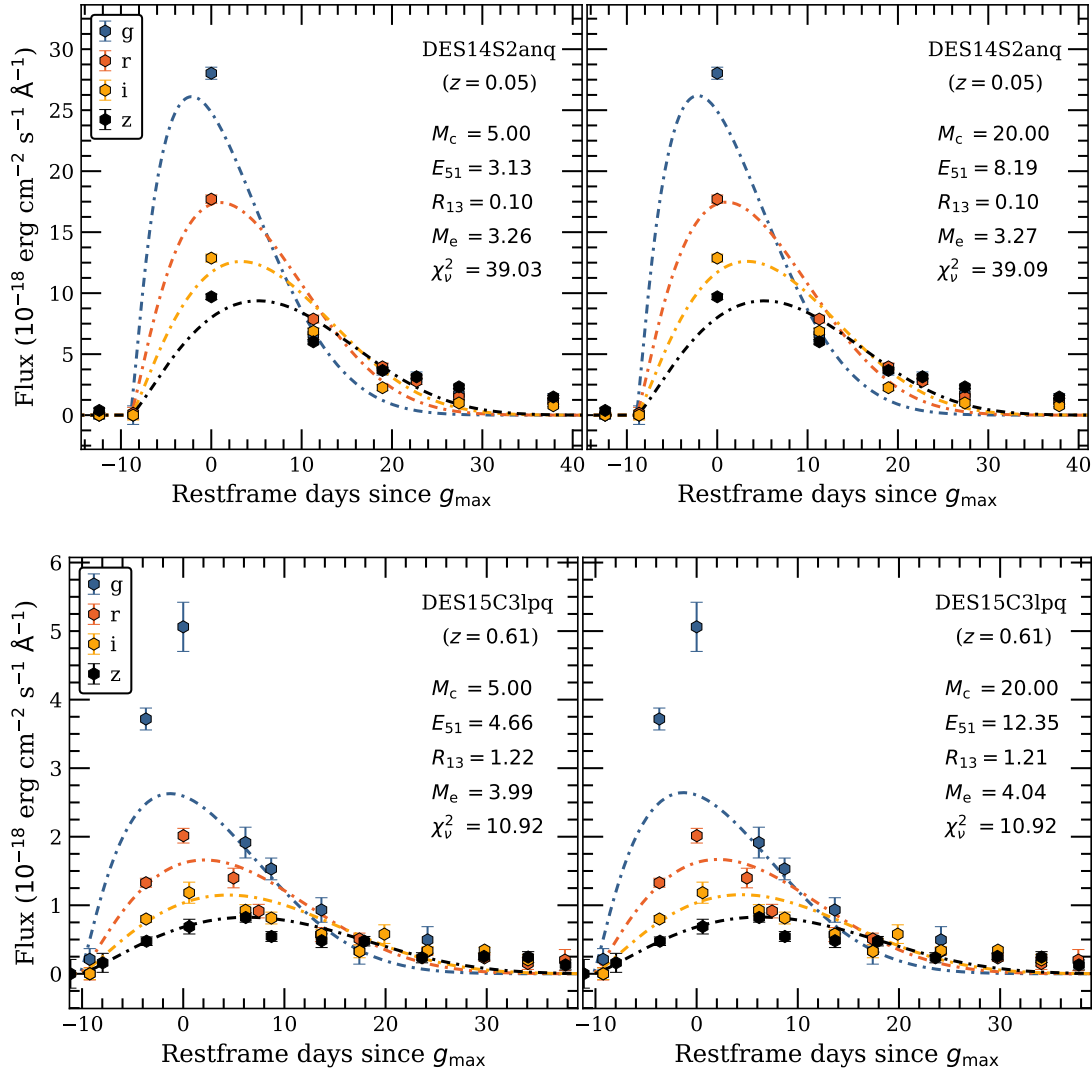 Flux (10⁻¹⁸ erg cm⁻² s⁻¹ Å⁻¹)
30
25
20
15
10
5
0
g
r
i
z
DES14S2anq
(z = 0.05)
M_c = 5.00
E_51 = 3.13
R_13 = 0.10
M_e = 3.26
χ²_ν = 39.03
−10 0 10 20 30 40
Restframe days since g_max
DES14S2anq
(z = 0.05)
M_c = 20.00
E_51 = 8.19
R_13 = 0.10
M_e = 3.27
χ²_ν = 39.09
−10 0 10 20 30 40
Restframe days since g_max
Flux (10⁻¹⁸ erg cm⁻² s⁻¹ Å⁻¹)
6
5
4
3
2
1
0
g
r
i
z
DES15C3lpq
(z = 0.61)
M_c = 5.00
E_51 = 4.66
R_13 = 1.22
M_e = 3.99
χ²_ν = 10.92
−10 0 10 20 30
Restframe days since g_max
DES15C3lpq
(z = 0.61)
M_c = 20.00
E_51 = 12.35
R_13 = 1.21
M_e = 4.04
χ²_ν = 10.92
−10 0 10 20 30
Restframe days since g_max